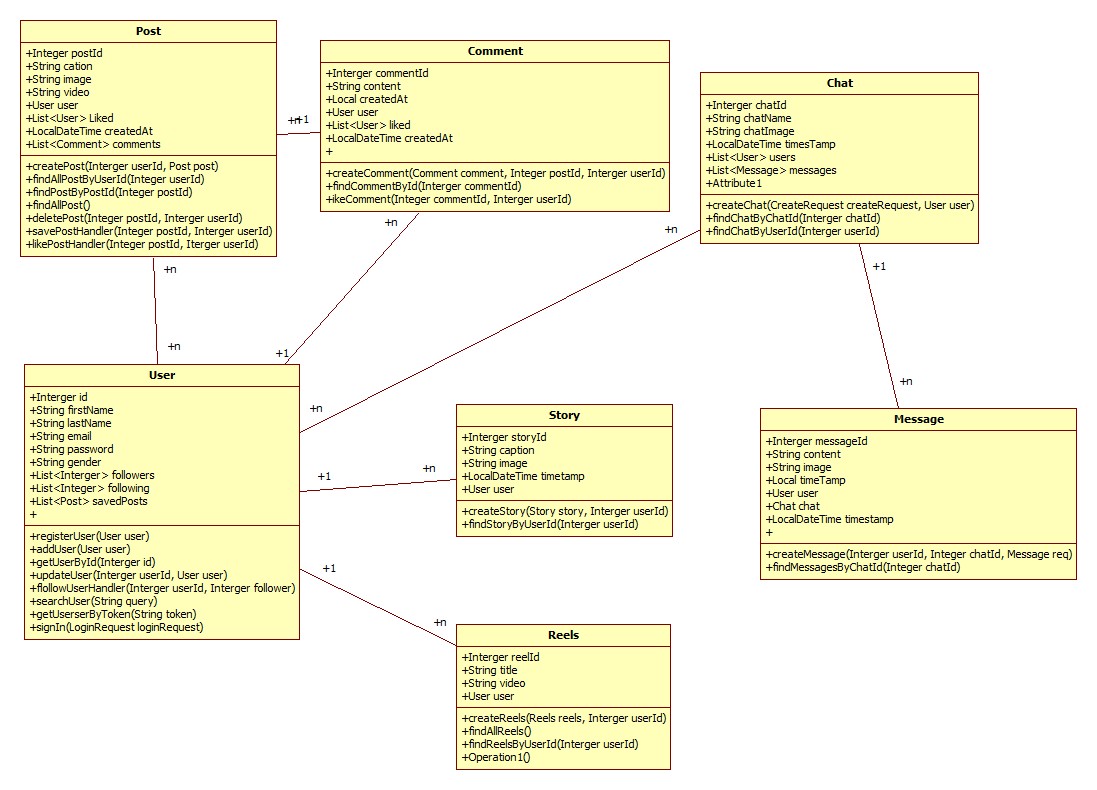 Post
+Interger postId
+String cation
+String image
+String video
+User user
+List<User> Liked
+LocalDateTime createdAt
+List<Comment> comments
+createPost(Interger userId, Post post)
+findAllPostByUserId(Integer userId)
+findPostByPostId(Integer postId)
+findAllPost()
+deletePost(Integer postId, Interger userId)
+savePostHandler(Integer postId, Interger userId)
+likePostHandler(Integer postId, Iterger userId)
+n
+1
Comment
+Interger commentId
+String content
+Local createdAt
+User user
+List<User> liked
+LocalDateTime createdAt
+
+createComment(Comment comment, Integer postId, Interger userId)
+findCommentById(Interger commentId)
+ikeComment(Integer commentId, Interger userId)
Chat
+Interger chatId
+String chatName
+String chatImage
+LocalDateTime timesTamp
+List<User> users
+List<Message> messages
+Attribute1
+createChat(CreateRequest createRequest, User user)
+findChatByChatId(Interger chatId)
+findChatByUserId(Interger userId)
+n
+n
+n
+1
+n
+n
+1
User
+Interger id
+String firstName
+String lastName
+String email
+String password
+String gender
+List<Interger> followers
+List<Integer> following
+List<Post> savedPosts
+
+registerUser(User user)
+addUser(User user)
+getUserById(Interger id)
+updateUser(Interger userId, User user)
+flollowUserHandler(Interger userId, Interger follower)
+searchUser(String query)
+getUserserByToken(String token)
+signIn(LoginRequest loginRequest)
+n
+1
+n
Story
+Interger storyId
+String caption
+String image
+LocalDateTime timetamp
+User user
+createStory(Story story, Interger userId)
+findStoryByUserId(Interger userId)
+n
Message
+Interger messageId
+String content
+String image
+Local timeTamp
+User user
+Chat chat
+LocalDateTime timestamp
+
+createMessage(Interger userId, Integer chatId, Message req)
+findMessagesByChatId(Integer chatId)
+1
+n
Reels
+Interger reelId
+String title
+String video
+User user
+createReels(Reels reels, Interger userId)
+findAllReels()
+findReelsByUserId(Interger userId)
+Operation1()